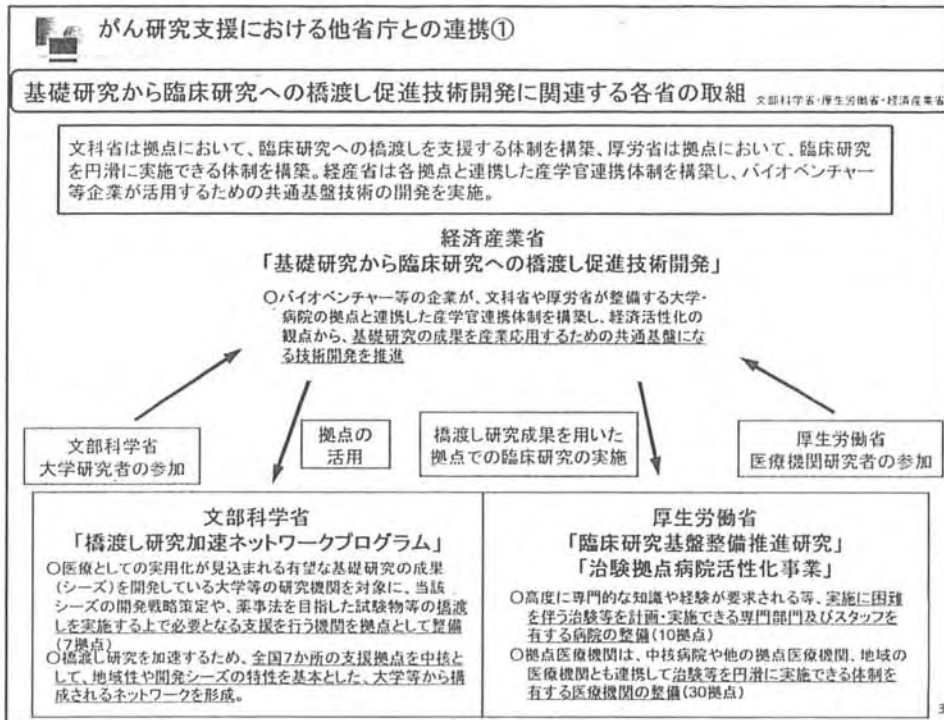 がん研究支援における他省庁との連携①
基礎研究から臨床研究への橋渡し促進技術開発に関連する各省の取組 文部科学省・厚生労働省・経済産業省
文科省は拠点において、臨床研究への橋渡しを支援する体制を構築、厚労省は拠点において、臨床研究
を円滑に実施できる体制を構築。経産省は各拠点と連携した産学官連携体制を構築し、バイオベンチャー
等企業が活用するための共通基盤技術の開発を実施。
経済産業省
「基礎研究から臨床研究への橋渡し促進技術開発」
○バイオベンチャー等の企業が、文科省や厚労省が整備する大学・
病院の拠点と連携した産学官連携体制を構築し、経済活性化の
観点から、基礎研究の成果を産業応用するための共通基盤にな
る技術開発を推進
文部科学省
大学研究者の参加
拠点の
活用
橋渡し研究成果を用いた
拠点での臨床研究の実施
厚生労働省
医療機関研究者の参加
文部科学省
「橋渡し研究加速ネットワークプログラム」
○医療としての実用化が見込まれる有望な基礎研究の成果
(シーズ)を開発している大学等の研究機関を対象に、当該
シーズの開発戦略策定や、薬事法を目指した試験物等の橋渡
しを実施する上で必要となる支援を行う機関を拠点として整備
(7拠点)
○橋渡し研究を加速するため、全国7か所の支援拠点を中核と
して、地域性や開発シーズの特性を基本とした、大学等から構
成されるネットワークを形成。
厚生労働省
「臨床研究基盤整備推進研究」
「治験拠点病院活性化事業」
○高度に専門的な知識や経験が要求される等、実施に困難
を伴う治験等を計画・実施できる専門部門及びスタッフを
有する病院の整備(10拠点)
○拠点医療機関は、中核病院や他の拠点医療機関、地域の
医療機関とも連携して治験等を円滑に実施できる体制を
有する医療機関の整備(30拠点)
3